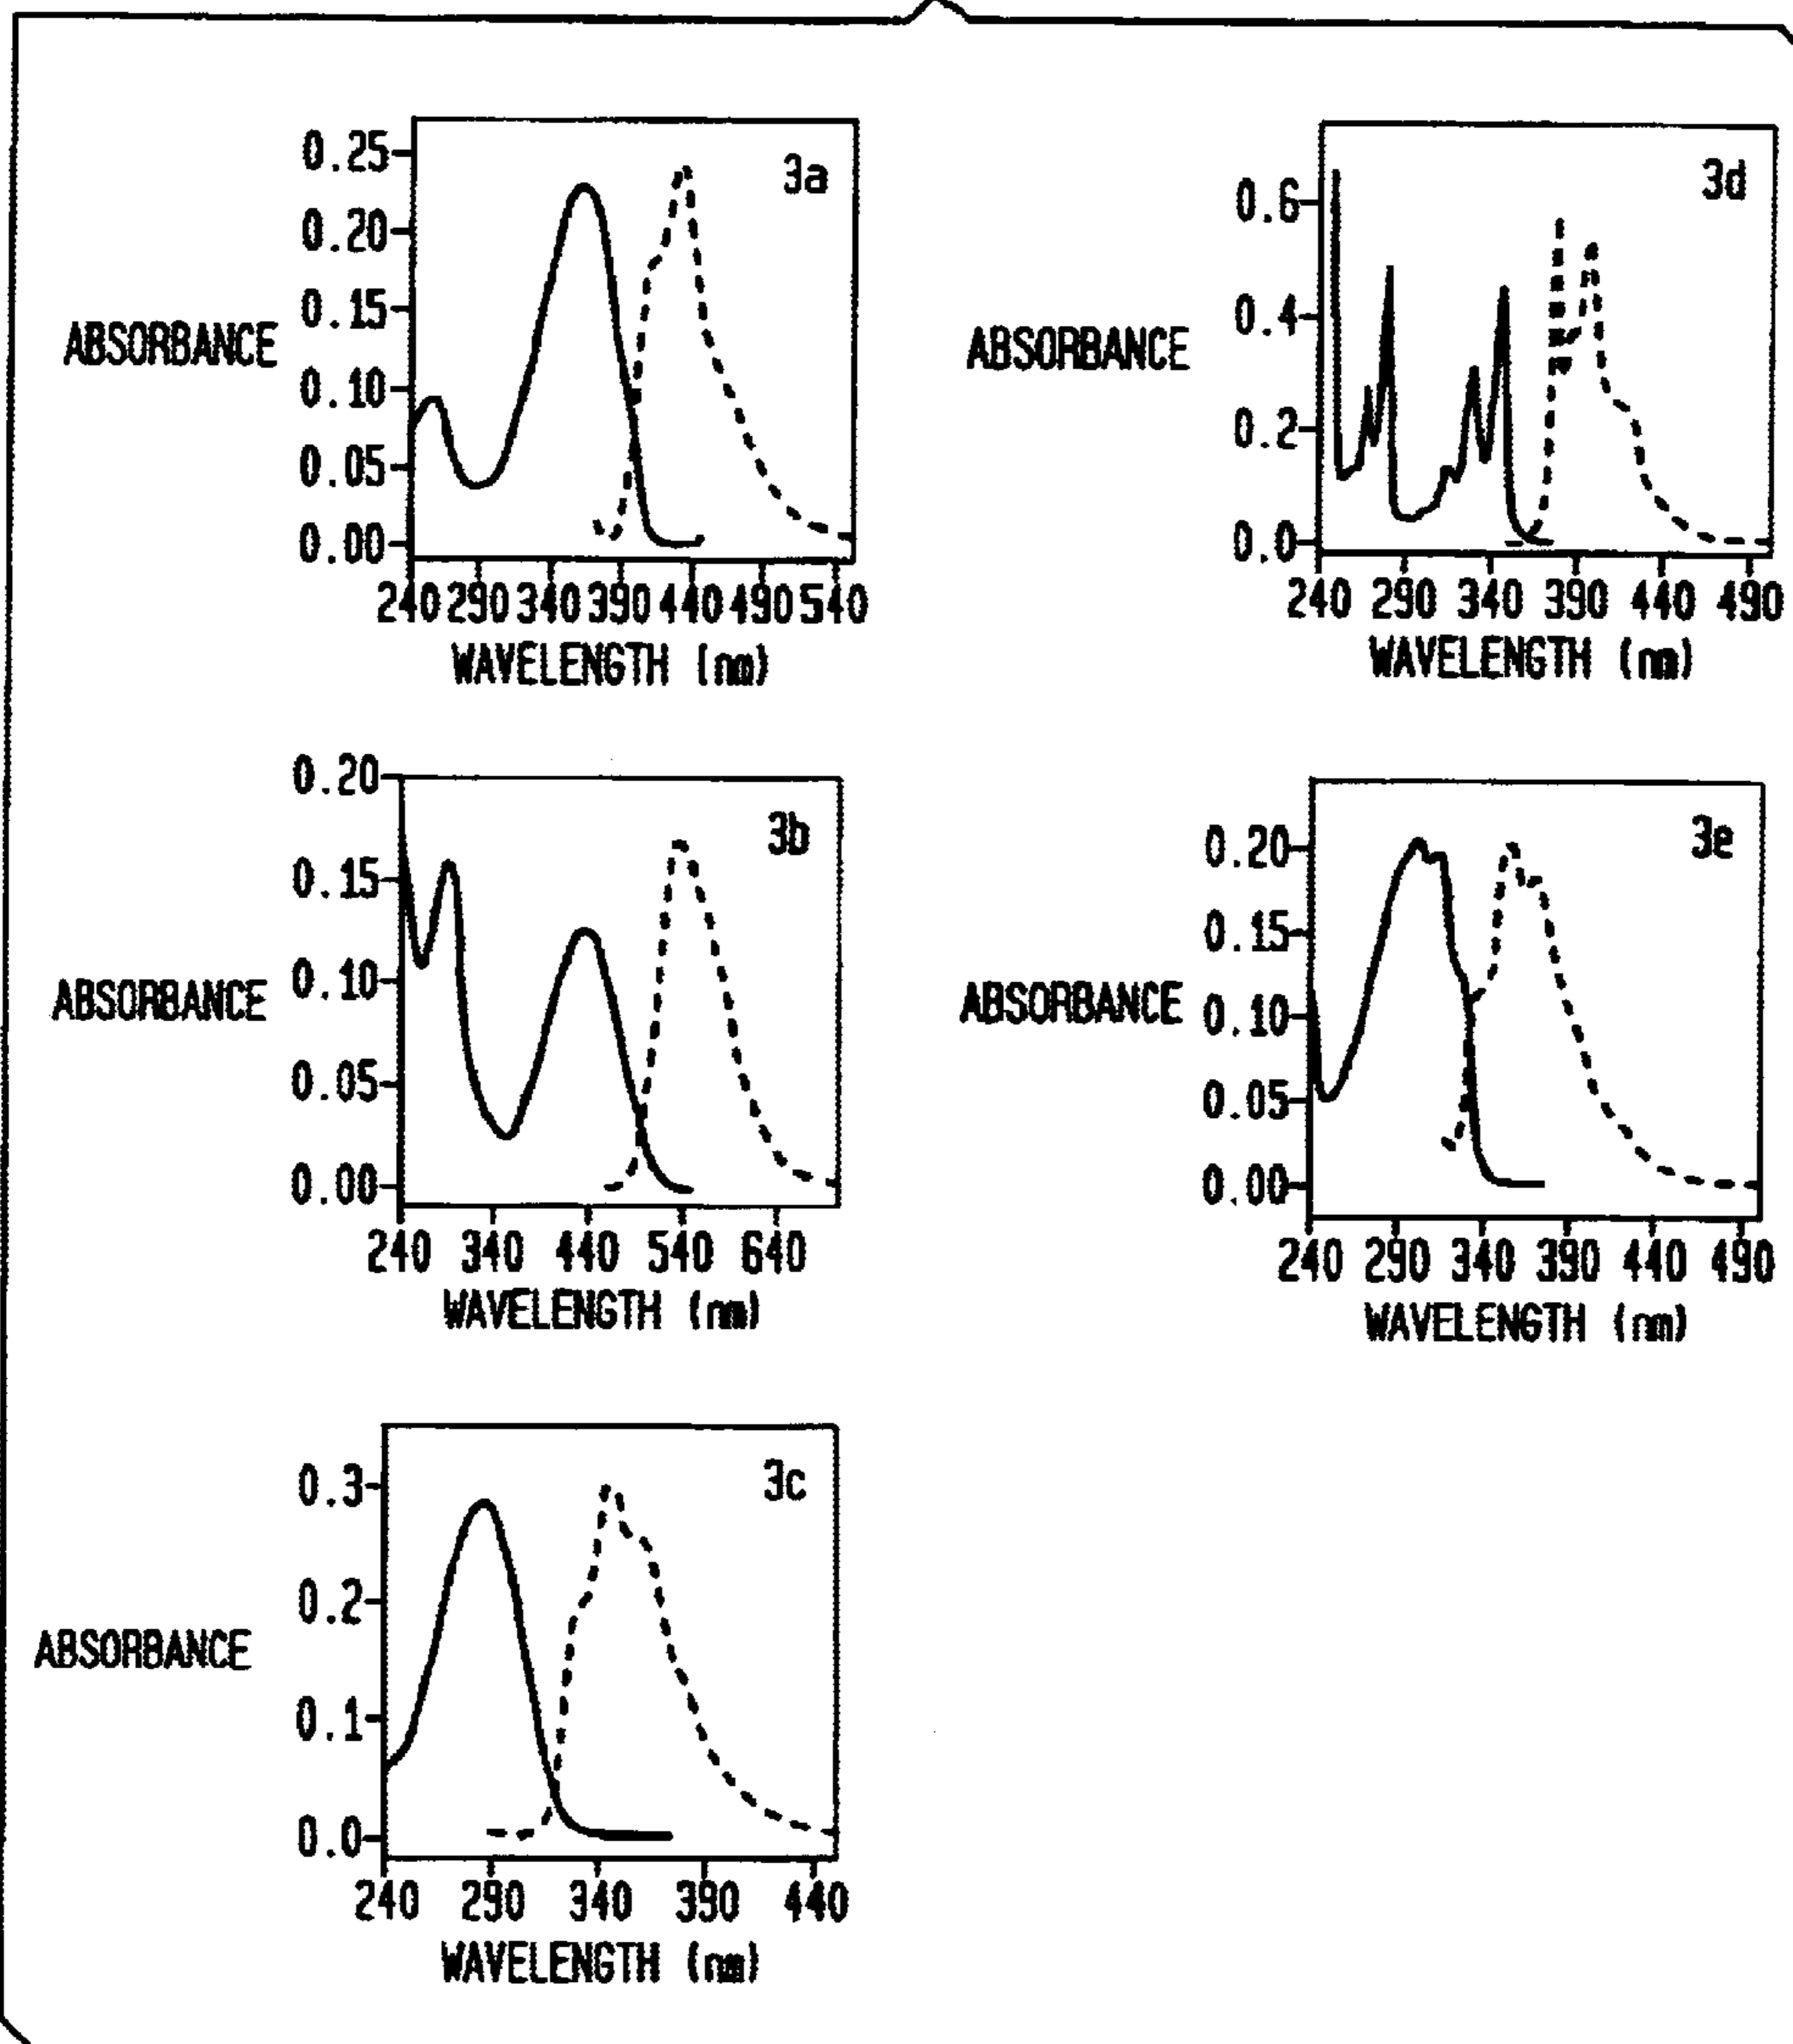 3a
0.25
0.20
0.15
0.10
0.05
0.00
ABSORBANCE
240 290 340 390 440 490 540
WAVELENGTH (nm)
3d
0.6
0.4
0.2
0.0
ABSORBANCE
240 290 340 390 440 490
WAVELENGTH (nm)
3b
0.20
0.15
0.10
0.05
0.00
ABSORBANCE
240 340 440 540 640
WAVELENGTH (nm)
3e
0.20
0.15
0.10
0.05
0.00
ABSORBANCE
240 290 340 390 440 490
WAVELENGTH (nm)
3c
0.3
0.2
0.1
0.0
ABSORBANCE
240 290 340 390 440
WAVELENGTH (nm)